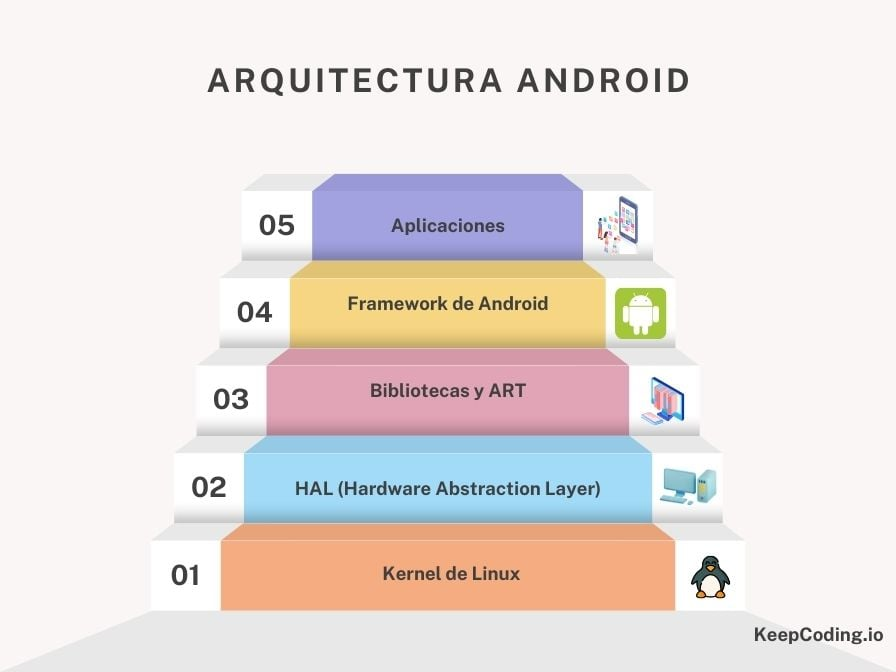 ARQUITECTURA ANDROID
05
Aplicaciones
04
Framework de Android
03
Bibliotecas y ART
02
HAL (Hardware Abstraction Layer)
01
Kernel de Linux
KeepCoding.io